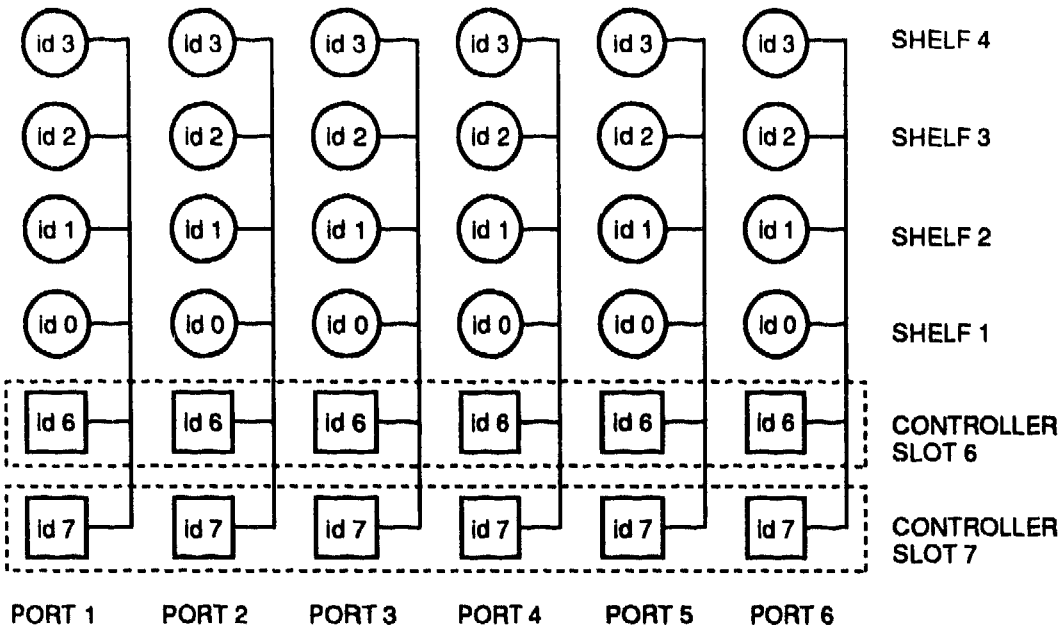 id 3 id 3 id 3 id 3 id 3 id 3 SHELF 4
id 2 id 2 id 2 id 2 id 2 id 2 SHELF 3
id 1 id 1 id 1 id 1 id 1 id 1 SHELF 2
id 0 id 0 id 0 id 0 id 0 id 0 SHELF 1
id 6 id 6 id 6 id 6 id 6 id 6 CONTROLLER
SLOT 6
id 7 id 7 id 7 id 7 id 7 id 7 CONTROLLER
SLOT 7
PORT 1 PORT 2 PORT 3 PORT 4 PORT 5 PORT 6